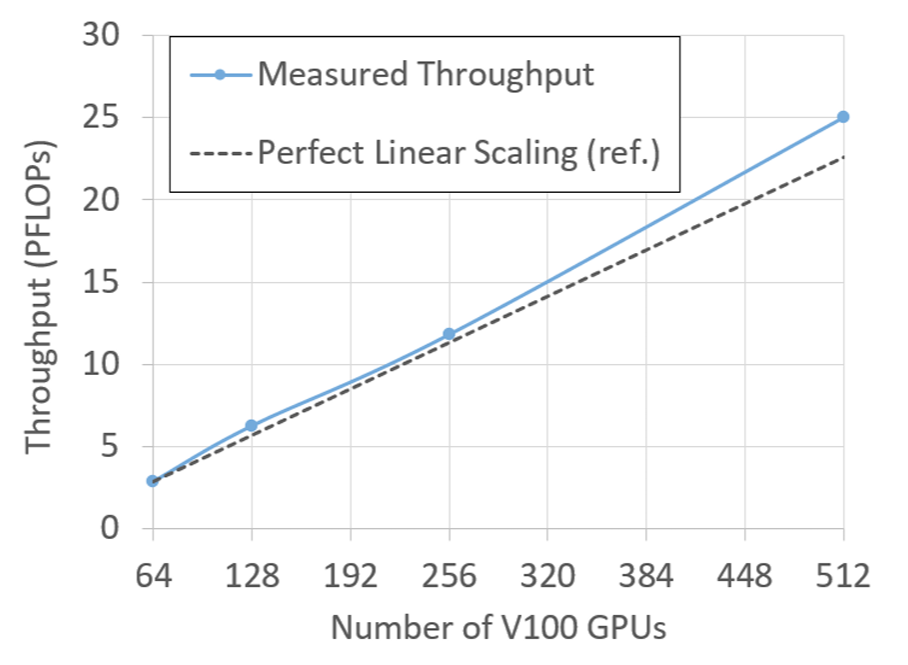 30
25
20
15
10
5
0
Throughput (PFLOPs)
Measured Throughput
Perfect Linear Scaling (ref.)
64 128 192 256 320 384 448 512
Number of V100 GPUs